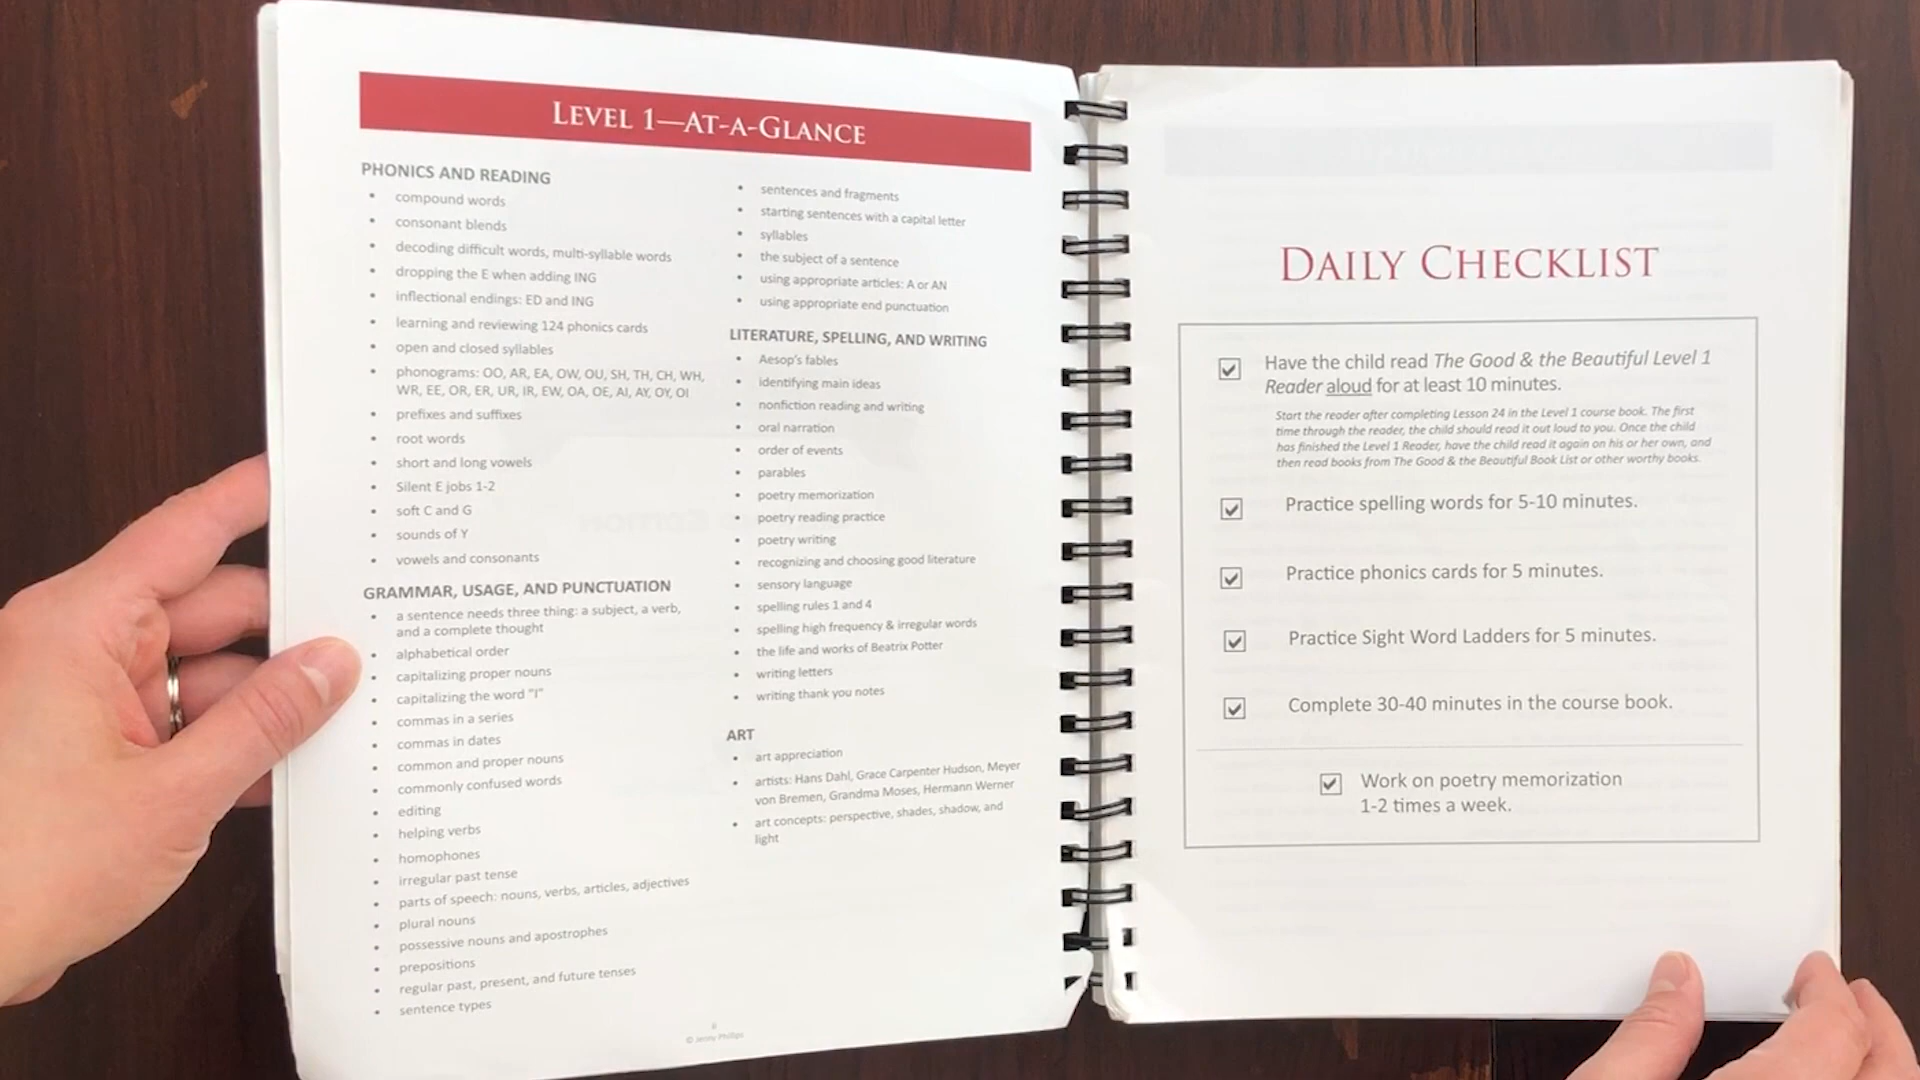 LEVEL 1—AT-A-GLANCE
PHONICS AND READING
• compound words
• consonant blends
• decoding difficult words, multi-syllable words
• dropping the E when adding ING
• inflectional endings: ED and ING
• learning and reviewing 124 phonics cards
• open and closed syllables
• phonograms: OO, AR, EA, OW, OU, SH, TH, CH, WH,
WR, EE, OR, ER, UR, IR, EW, OA, OE, AI, AY, OY, OI
• prefixes and suffixes
• root words
• short and long vowels
• Silent E jobs 1-2
• soft C and G
• sounds of Y
• vowels and consonants
GRAMMAR, USAGE, AND PUNCTUATION
• a sentence needs three thing: a subject, a verb,
and a complete thought
• alphabetical order
• capitalizing proper nouns
• capitalizing the word "I"
• commas in a series
• commas in dates
• common and proper nouns
• commonly confused words
• editing
• helping verbs
• homophones
• irregular past tense
• parts of speech: nouns, verbs, articles, adjectives
• plural nouns
• possessive nouns and apostrophes
• prepositions
• regular past, present, and future tenses
• sentence types
• sentences and fragments
• starting sentences with a capital letter
• syllables
• the subject of a sentence
• using appropriate articles: A or AN
• using appropriate end punctuation
LITERATURE, SPELLING, AND WRITING
• Aesop's fables
• identifying main ideas
• nonfiction reading and writing
• oral narration
• order of events
• parables
• poetry memorization
• poetry reading practice
• poetry writing
• recognizing and choosing good literature
• sensory language
• spelling rules 1 and 4
• spelling high frequency & irregular words
• the life and works of Beatrix Potter
• writing letters
• writing thank you notes
ART
• art appreciation
• artists: Hans Dahl, Grace Carpenter Hudson, Meyer
von Bremen, Grandma Moses, Hermann Werner
• art concepts: perspective, shades, shadow, and
light
© Jenny Phillips
DAILY CHECKLIST
Have the child read The Good & the Beautiful Level 1
Reader aloud for at least 10 minutes.
Start the reader after completing Lesson 24 in the Level 1 course book. The first
time through the reader, the child should read it out loud to you. Once the child
has finished the Level 1 Reader, have the child read it again on his or her own, and
then read books from The Good & the Beautiful Book List or other worthy books.
Practice spelling words for 5-10 minutes.
Practice phonics cards for 5 minutes.
Practice Sight Word Ladders for 5 minutes.
Complete 30-40 minutes in the course book.
Work on poetry memorization
1-2 times a week.